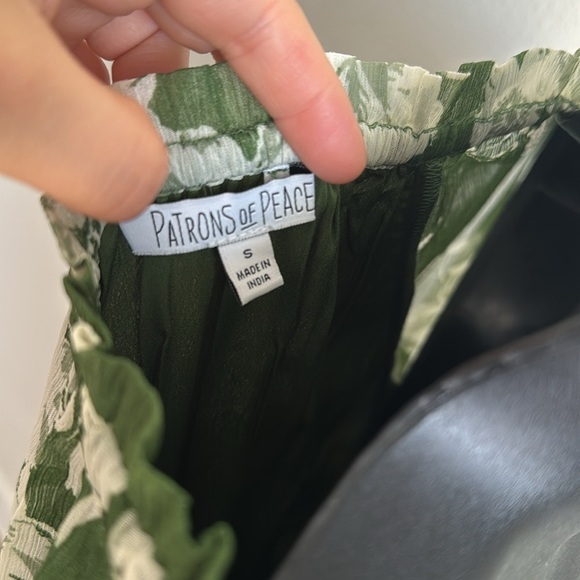 PATRONS OF PEACE
S
MADE IN
INDIA